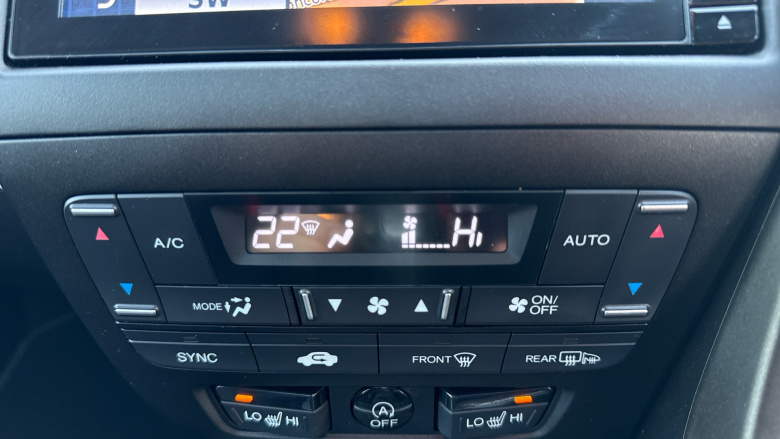 SW
22 Hi
A/C
AUTO
MODE
ON/
OFF
SYNC
FRONT
REAR
LO HI
A
OFF
LO HI